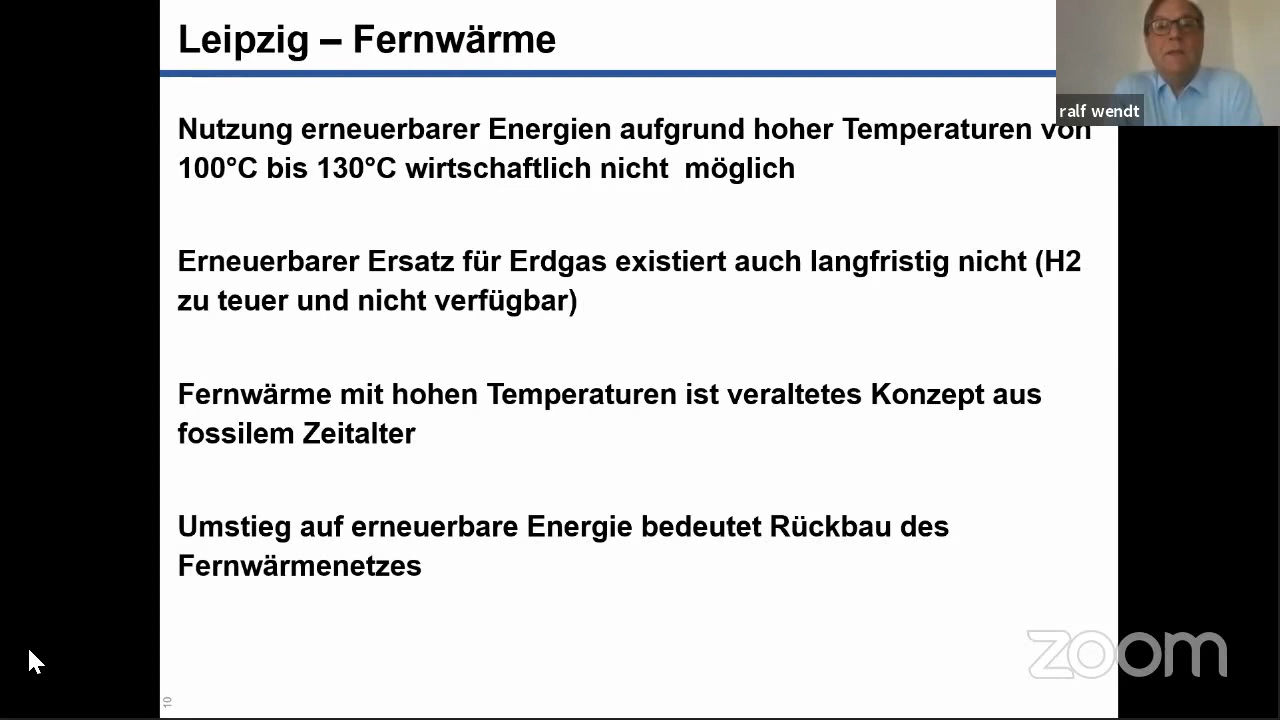 Leipzig – Fernwärme
ralf wendt
Nutzung erneuerbarer Energien aufgrund hoher Temperaturen von
100°C bis 130°C wirtschaftlich nicht  möglich
Erneuerbarer Ersatz für Erdgas existiert auch langfristig nicht (H2
zu teuer und nicht verfügbar)
Fernwärme mit hohen Temperaturen ist veraltetes Konzept aus
fossilem Zeitalter
Umstieg auf erneuerbare Energie bedeutet Rückbau des
Fernwärmenetzes
zoom
10